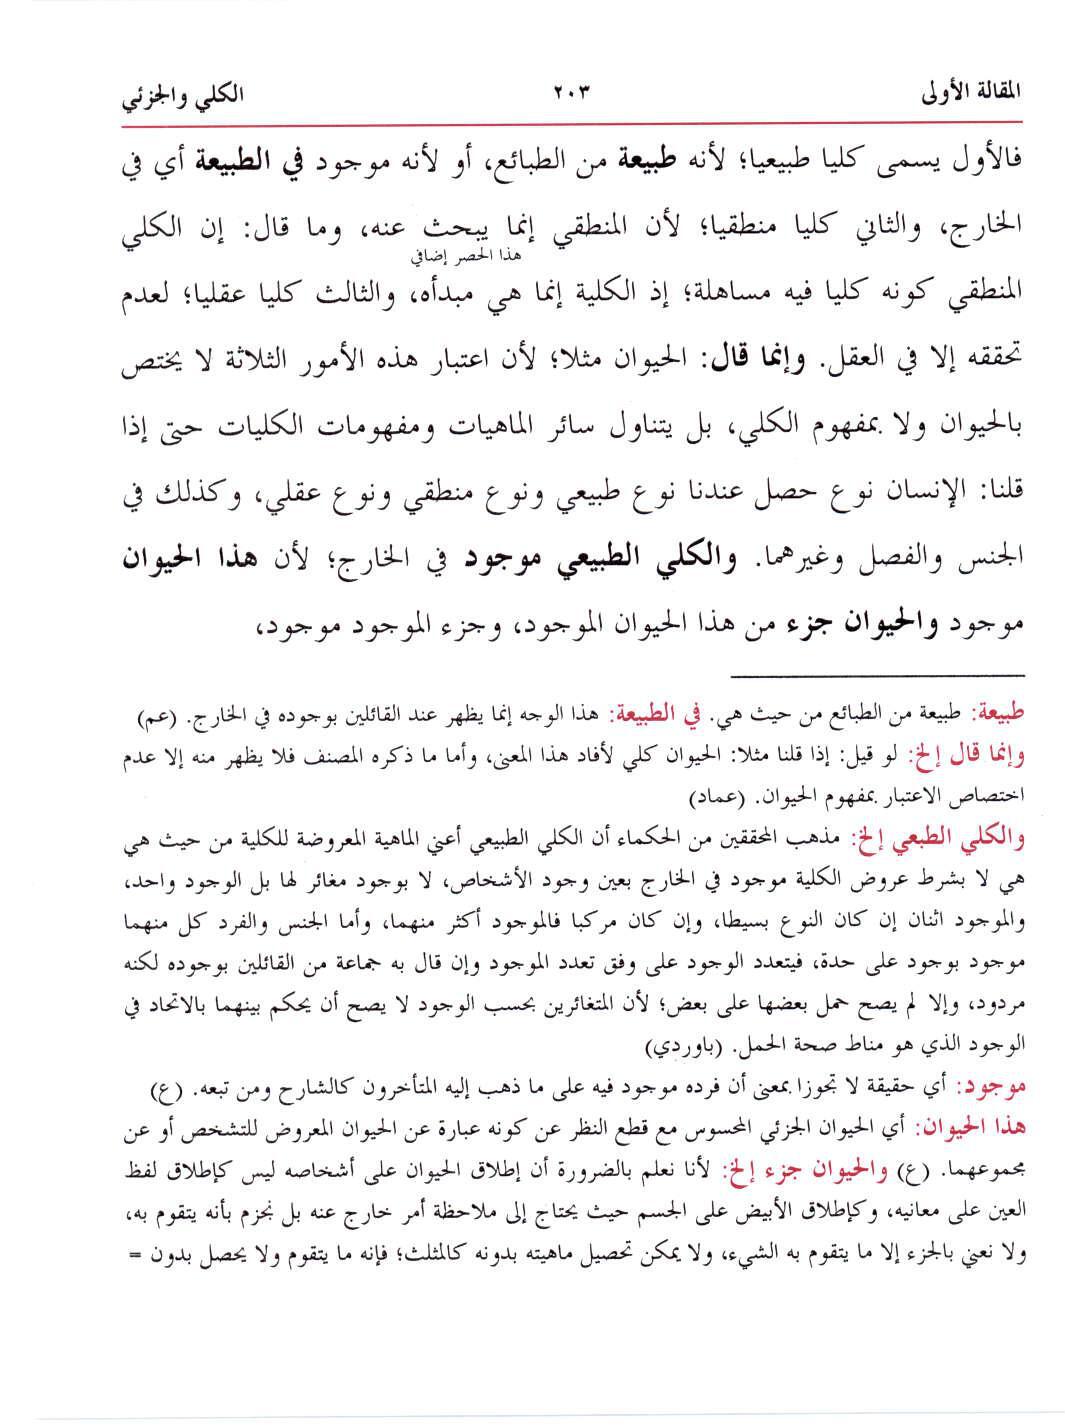 المقالة الأولى ٢٠٣ الكلي والجزئي
فالأول يسمى كليا طبيعيا؛ لأنه طبيعة من الطبائع، أو لأنه موجود في الطبيعة أي في
الخارج، والثاني كليا منطقيا؛ لأن المنطقي إنما يبحث عنه، وما قال: إن الكلي
هذا الحصر إضافي
المنطقي كونه كليا فيه مساهلة؛ إذ الكلية إنما هي مبدأه، والثالث كليا عقليا؛ لعدم
تحققه إلا في العقل. وإنما قال: الحيوان مثلا؛ لأن اعتبار هذه الأمور الثلاثة لا يختص
بالحيوان ولا بمفهوم الكلي، بل يتناول سائر الماهيات ومفهومات الكليات حتى إذا
قلنا: الإنسان نوع حصل عندنا نوع طبيعي ونوع منطقي ونوع عقلي، وكذلك في
الجنس والفصل وغيرهما. والكلي الطبيعي موجود في الخارج؛ لأن هذا الحيوان
موجود والحيوان جزء من هذا الحيوان الموجود، وجزء الموجود موجود،
طبيعة: طبيعة من الطبائع من حيث هي. في الطبيعة: هذا الوجه إنما يظهر عند القائلين بوجوده في الخارج. (عم)
وإنما قال إلخ: لو قيل: إذا قلنا مثلا: الحيوان كلي لأفاد هذا المعنى، وأما ما ذكره المصنف فلا يظهر منه إلا عدم
اختصاص الاعتبار بمفهوم الحيوان. (عماد)
والكلي الطبعي إلخ: مذهب المحققين من الحكماء أن الكلي الطبيعي أعني الماهية المعروضة للكلية من حيث هي
هي لا بشرط عروض الكلية موجود في الخارج بعين وجود الأشخاص، لا بوجود مغائر لها بل الوجود واحد،
والموجود اثنان إن كان النوع بسيطا، وإن كان مركبا فالموجود أكثر منهما، وأما الجنس والفرد كل منهما
موجود بوجود على حدة، فيتعدد الوجود على وفق تعدد الموجود وإن قال به جماعة من القائلين بوجوده لكنه
مردود، وإلا لم يصح حمل بعضها على بعض؛ لأن المتغائرين بحسب الوجود لا يصح أن يحكم بينهما بالاتحاد في
الوجود الذي هو مناط صحة الحمل. (باوردي)
موجود: أي حقيقة لا تجوزا بمعنى أن فرده موجود فيه على ما ذهب إليه المتأخرون كالشارح ومن تبعه. (ع)
هذا الحيوان: أي الحيوان الجزئي المحسوس مع قطع النظر عن كونه عبارة عن الحيوان المعروض للتشخص أو عن
مجموعهما. (ع) والحيوان جزء إلخ: لأنا نعلم بالضرورة أن إطلاق الحيوان على أشخاصه ليس كإطلاق لفظ
العين على معانيه، وكإطلاق الأبيض على الجسم حيث يحتاج إلى ملاحظة أمر خارج عنه بل نجزم بأنه يتقوم به،
ولا نعني بالجزء إلا ما يتقوم به الشيء، ولا يمكن تحصيل ماهيته بدونه كالمثلث؛ فإنه ما يتقوم ولا يحصل بدون =